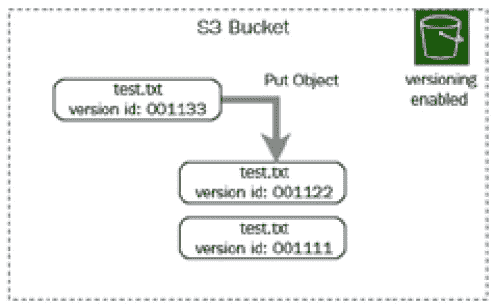 S3 Bucket
test.txt
version id: 001133
Put Object
versioning
enabled
test.txt
version id: 001122
test.txt
version id: 001111